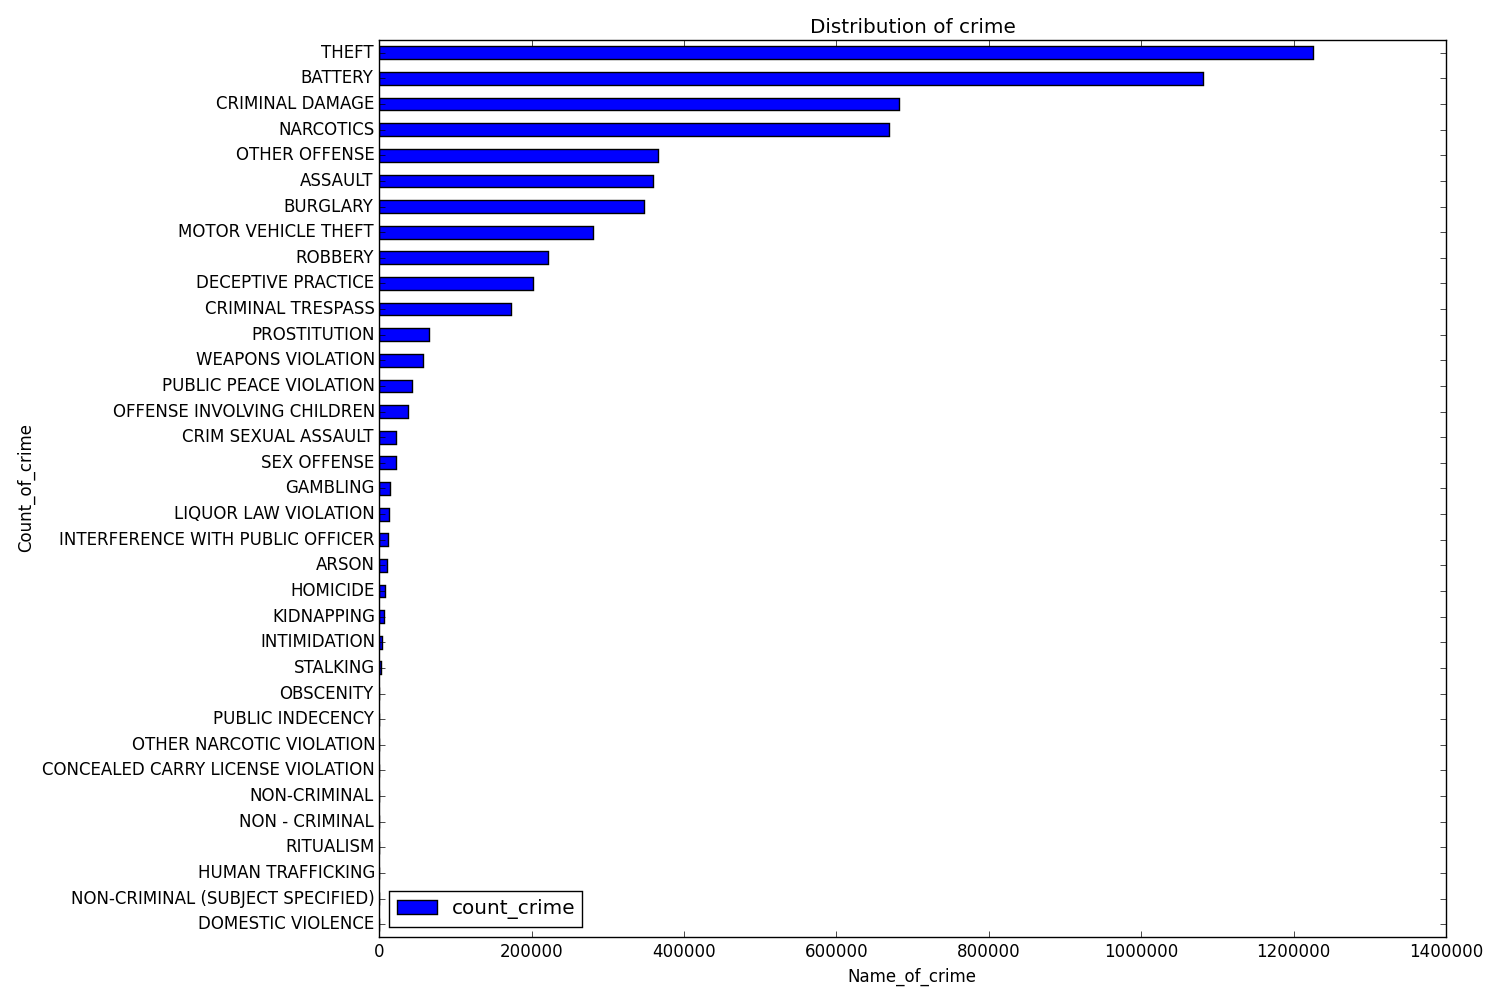 Distribution of crime
THEFT
BATTERY
CRIMINAL DAMAGE
NARCOTICS
OTHER OFFENSE
ASSAULT
BURGLARY
MOTOR VEHICLE THEFT
ROBBERY
DECEPTIVE PRACTICE
CRIMINAL TRESPASS
PROSTITUTION
WEAPONS VIOLATION
PUBLIC PEACE VIOLATION
OFFENSE INVOLVING CHILDREN
CRIM SEXUAL ASSAULT
SEX OFFENSE
GAMBLING
LIQUOR LAW VIOLATION
INTERFERENCE WITH PUBLIC OFFICER
ARSON
HOMICIDE
KIDNAPPING
INTIMIDATION
STALKING
OBSCENITY
PUBLIC INDECENCY
OTHER NARCOTIC VIOLATION
CONCEALED CARRY LICENSE VIOLATION
NON-CRIMINAL
NON - CRIMINAL
RITUALISM
HUMAN TRAFFICKING
NON-CRIMINAL (SUBJECT SPECIFIED)
DOMESTIC VIOLENCE
Count_of_crime
count_crime
0 200000 400000 600000 800000 1000000 1200000 1400000
Name_of_crime